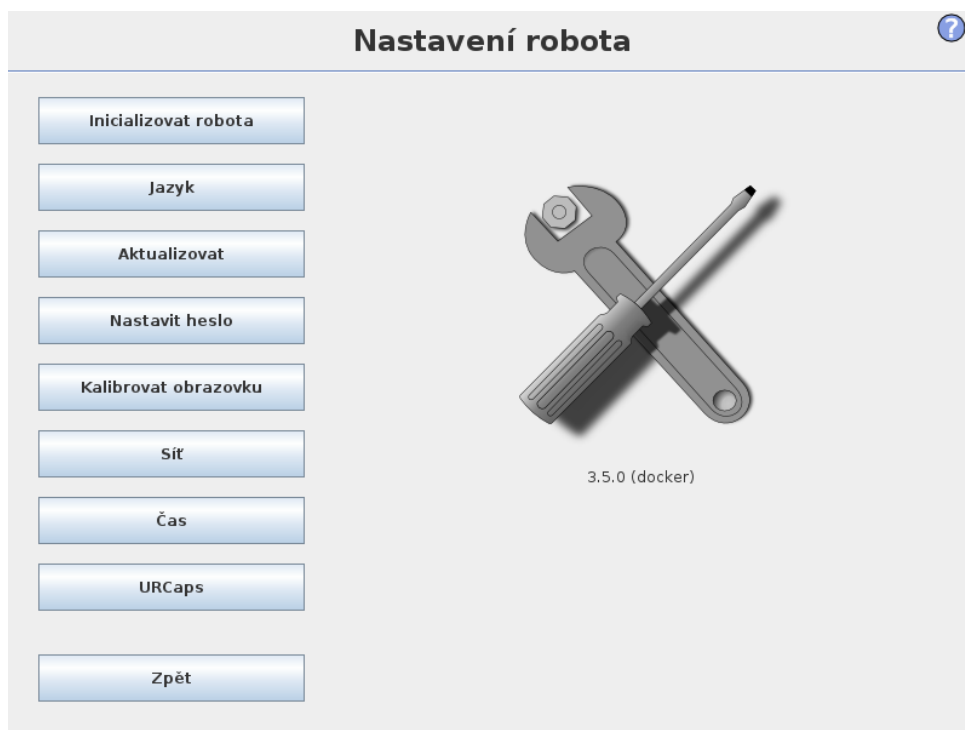 Nastavení robota
?
Inicializovat robota
Jazyk
Aktualizovat
Nastavit heslo
Kalibrovat obrazovku
Síť
Čas
URCaps
Zpět
3.5.0 (docker)